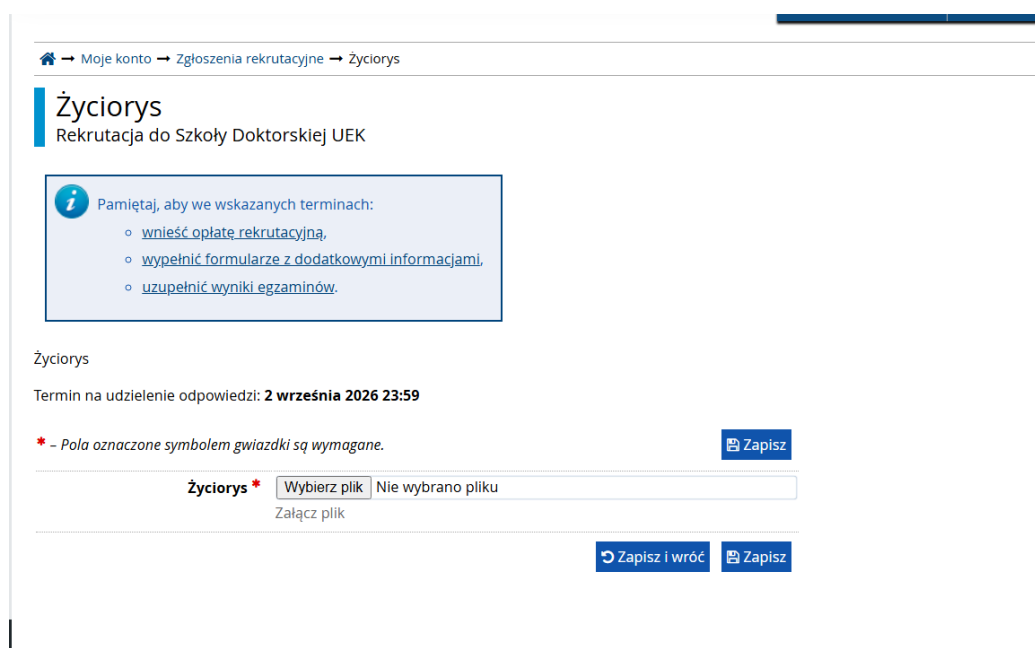 ➞ Moje konto ➞ Zgłoszenia rekrutacyjne ➞ Życiorys
Życiorys
Rekrutacja do Szkoły Doktorskiej UEK
Pamiętaj, aby we wskazanych terminach:
wnieść opłatę rekrutacyjną,
wypełnić formularze z dodatkowymi informacjami,
uzupełnić wyniki egzaminów.
Życiorys
Termin na udzielenie odpowiedzi: 2 września 2026 23:59
* – Pola oznaczone symbolem gwiazdki są wymagane.
Zapisz
Życiorys * Wybierz plik Nie wybrano pliku
Załącz plik
Zapisz i wróć Zapisz